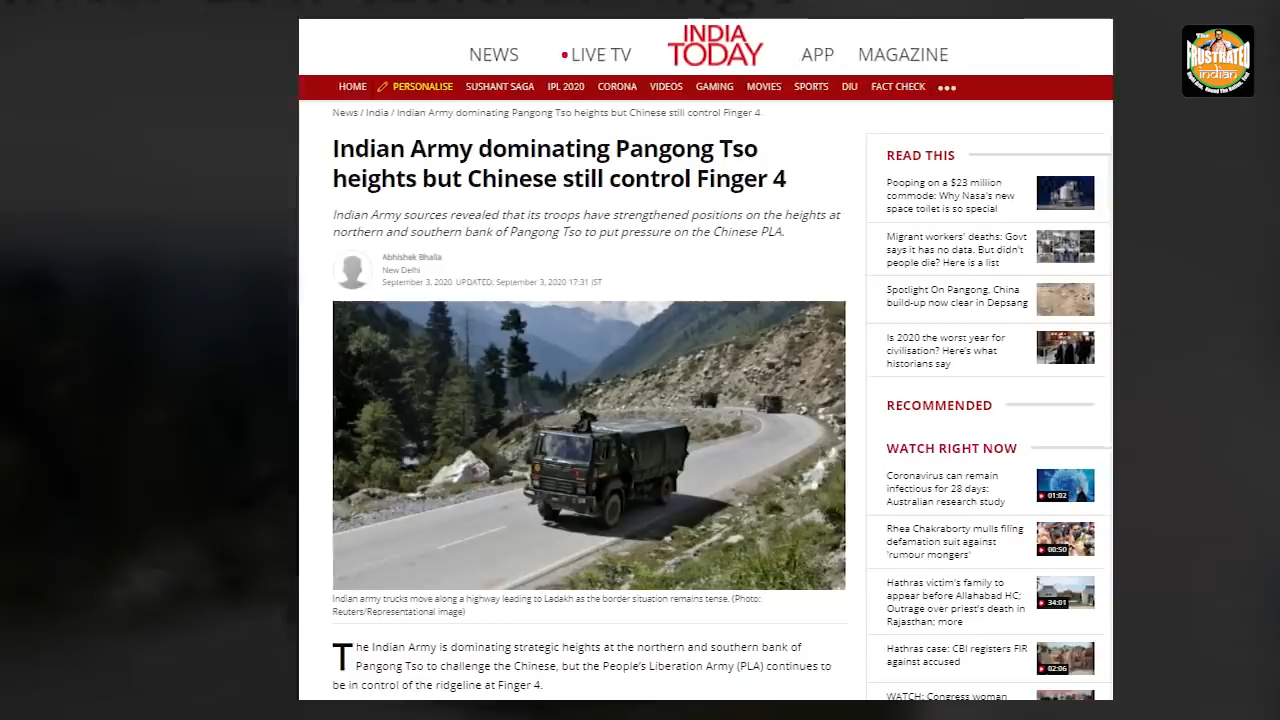 NEWS
LIVE TV
INDIA
TODAY
APP
MAGAZINE
HOME PERSONALISE SUSHANT SAGA IPL 2020 CORONA VIDEOS GAMING MOVIES SPORTS DIU FACT CHECK
News / India / Indian Army dominating Pangong Tso heights but Chinese still control Finger 4
Indian Army dominating Pangong Tso
heights but Chinese still control Finger 4
Indian Army sources revealed that its troops have strengthened positions on the heights at
northern and southern bank of Pangong Tso to put pressure on the Chinese PLA.
Abhishek Bhalla
New Delhi
September 3, 2020 UPDATED: September 3, 2020 17:31 IST
Indian army trucks move along a highway leading to Ladakh as the border situation remains tense. (Photo:
Reuters/Representational image)
The Indian Army is dominating strategic heights at the northern and southern bank of
Pangong Tso to challenge the Chinese, but the People's Liberation Army (PLA) continues to
be in control of the ridgeline at Finger 4.
READ THIS
Pooping on a $23 million
commode: Why Nasa's new
space toilet is so special
Migrant workers' deaths: Govt
says it has no data. But didn't
people die? Here is a list
Spotlight On Pangong, China
build-up now clear in Depsang
Is 2020 the worst year for
civilisation? Here's what
historians say
RECOMMENDED
WATCH RIGHT NOW
Coronavirus can remain
infectious for 28 days:
Australian research study
01:02
Rhea Chakraborty mulls filing
defamation suit against
'rumour mongers'
00:50
Hathras victim's family to
appear before Allahabad HC;
Outrage over priest's death in
Rajasthan; more
34:01
Hathras case: CBI registers FIR
against accused
02:06
WATCH: Congress woman
The
FRUSTRATED
indian